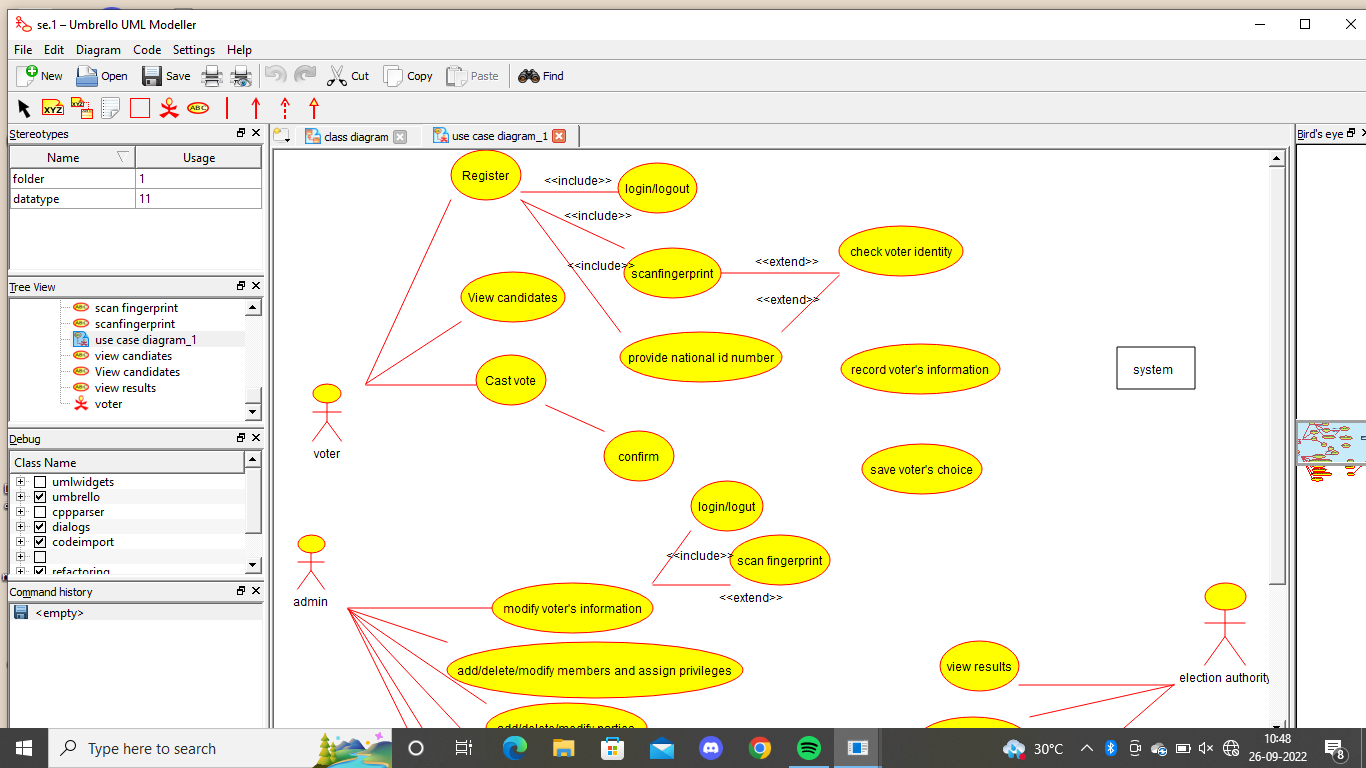 se.1 – Umbrello UML Modeller
File Edit Diagram Code Settings Help
New Open Save Cut Copy Paste Find
XYZ XYZ ABC
Stereotypes
Name Usage
folder 1
datatype 11
Tree View
scan fingerprint
scanfingerprint
use case diagram_1
view candiates
View candidates
view results
voter
Debug
Class Name
umlwidgets
umbrello
cppparser
dialogs
codeimport
refactoring
Command history
<empty>
class diagram
use case diagram_1
Bird's eye
Register
<<include>>
login/logout
<<include>>
<<include>>
scanfingerprint
<<extend>>
check voter identity
<<extend>>
View candidates
provide national id number
record voter's information
system
Cast vote
voter
confirm
save voter's choice
login/logut
<<include>>
scan fingerprint
<<extend>>
admin
modify voter's information
add/delete/modify members and assign privileges
add/delete/modify parties
view results
election authority
Type here to search
30°C
10:48
26-09-2022
8